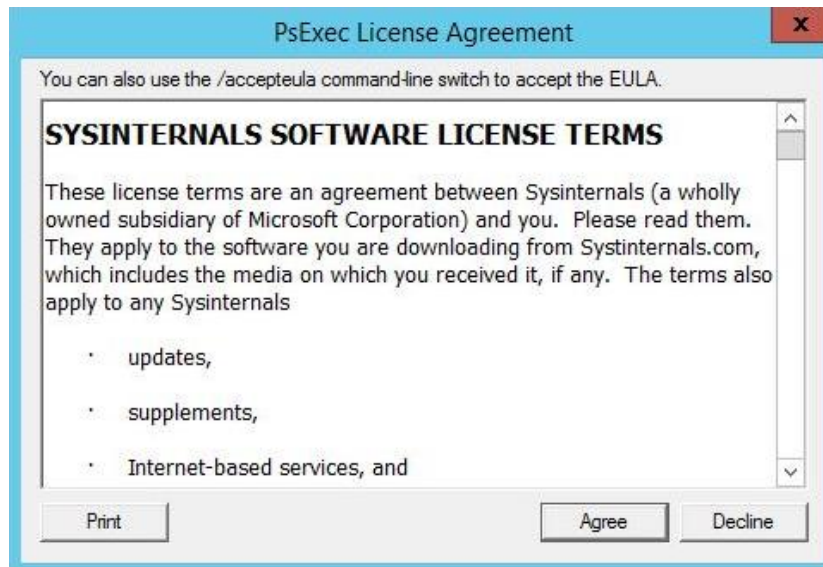 PsExec License Agreement
x
You can also use the /accepteula command-line switch to accept the EULA.
SYSINTERNALS SOFTWARE LICENSE TERMS
These license terms are an agreement between Sysinternals (a wholly
owned subsidiary of Microsoft Corporation) and you.  Please read them.
They apply to the software you are downloading from Systinternals.com,
which includes the media on which you received it, if any.  The terms also
apply to any Sysinternals
· updates,
· supplements,
· Internet-based services, and
Print
Agree
Decline